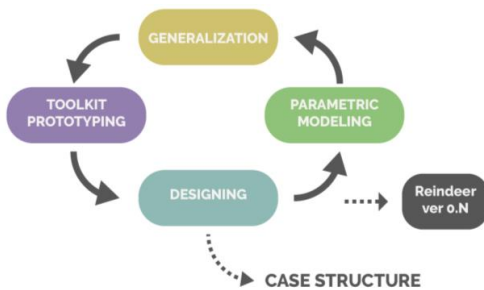 GENERALIZATION
TOOLKIT
PROTOTYPING
PARAMETRIC
MODELING
DESIGNING
Reindeer
ver 0.N
CASE STRUCTURE